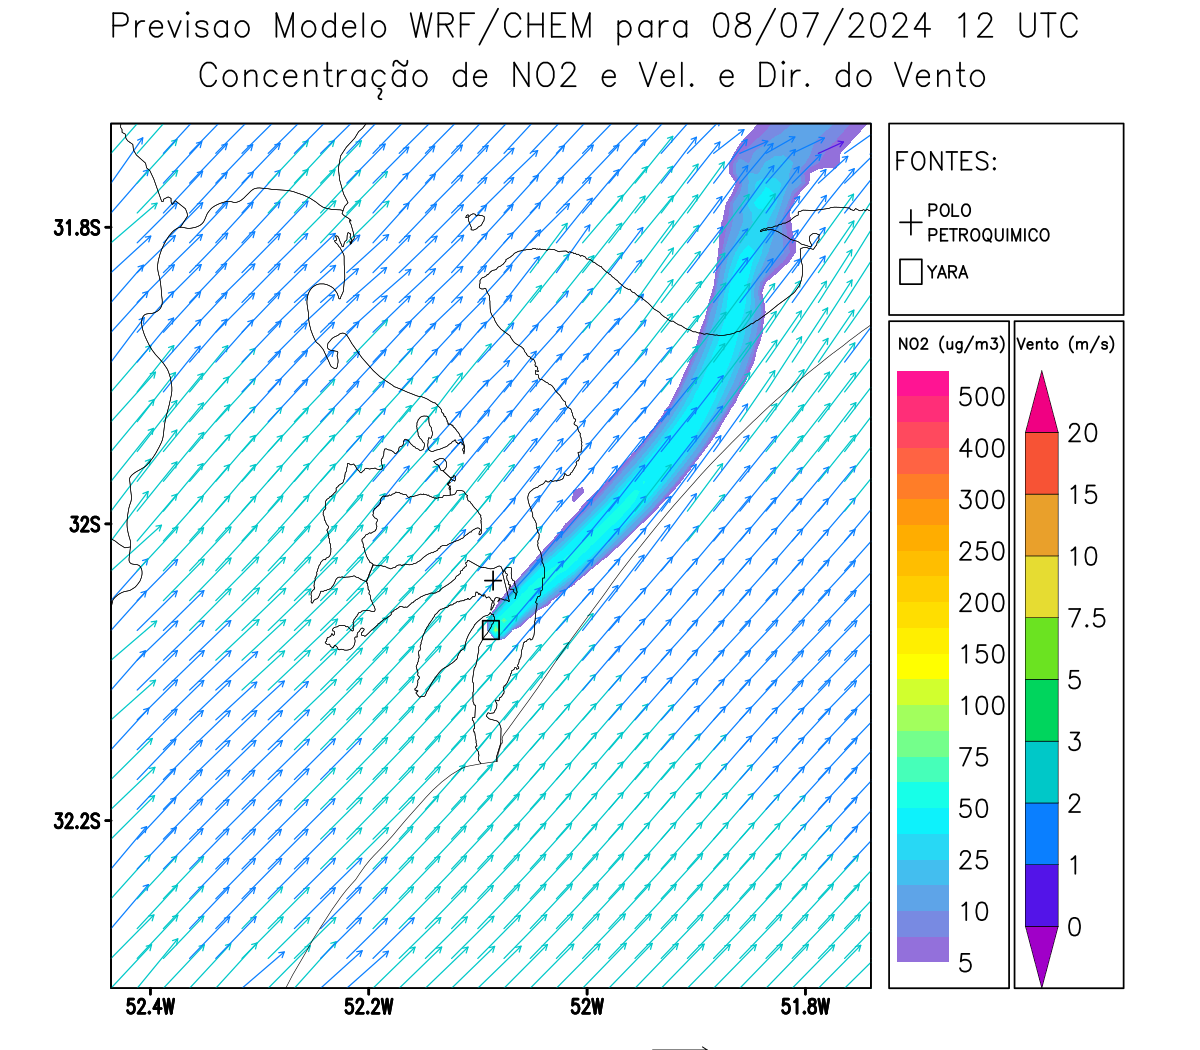 Previsao Modelo WRF/CHEM para 08/07/2024 12 UTC
Concentração de NO2 e Vel. e Dir. do Vento
FONTES:
POLO
PETROQUIMICO
YARA
NO2 (ug/m3)
500
400
300
250
200
150
100
75
50
25
10
5
Vento (m/s)
20
15
10
7.5
5
3
2
1
0
31.8S
32S
32.2S
52.4W 52.2W 52W 51.8W